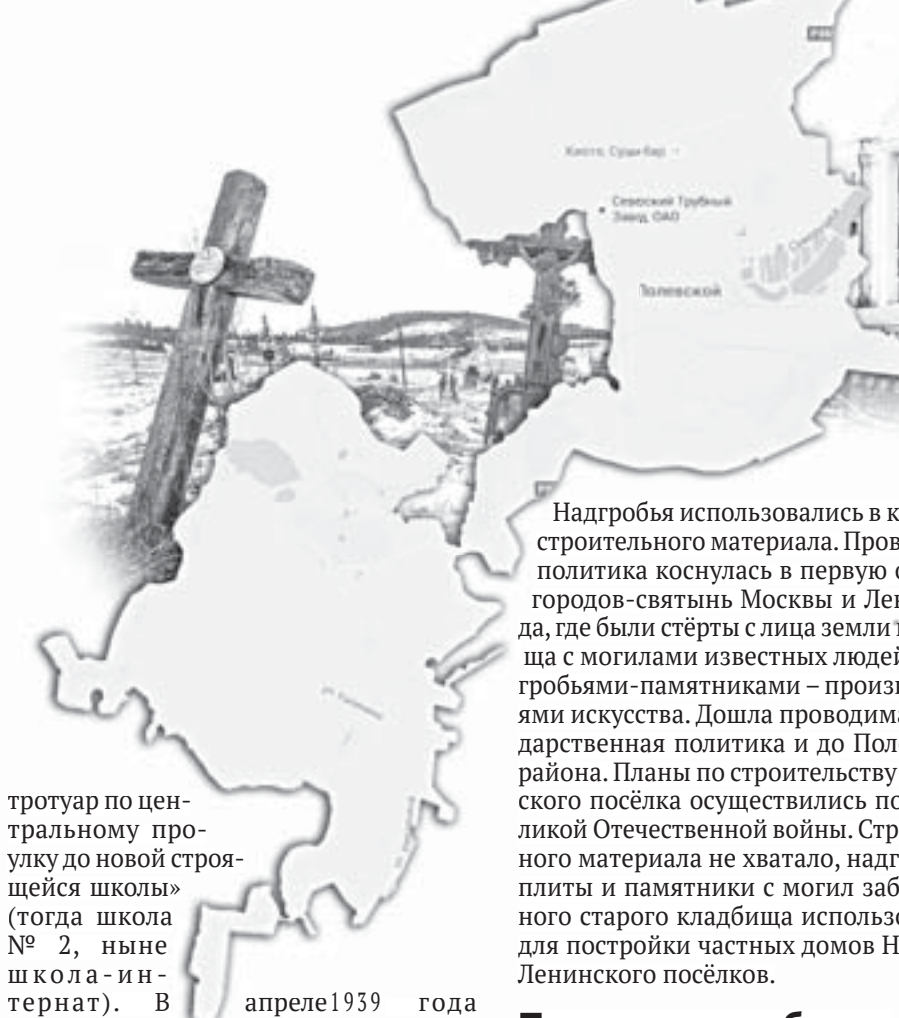 Киото, Суши-бар
Северский Трубный
Завод, ОАО
Полевской
тротуар по цен-
тральному про-
улку до новой строя-
щейся школы»
(тогда школа
№ 2, ныне
школа-ин-
тернат). В апреле1939 года
Надгробья использовались в к
строительного материала. Пров
политика коснулась в первую о
городов-святынь Москвы и Лен
да, где были стёрты с лица земли
ща с могилами известных людей
гробьями-памятниками – произв
ями искусства. Дошла проводима
дарственная политика и до Поле
района. Планы по строительству
ского посёлка осуществились по
ликой Отечественной войны. Стр
ного материала не хватало, надг
плиты и памятники с могил заб
ного старого кладбища использо
для постройки частных домов Н
Ленинского посёлков.